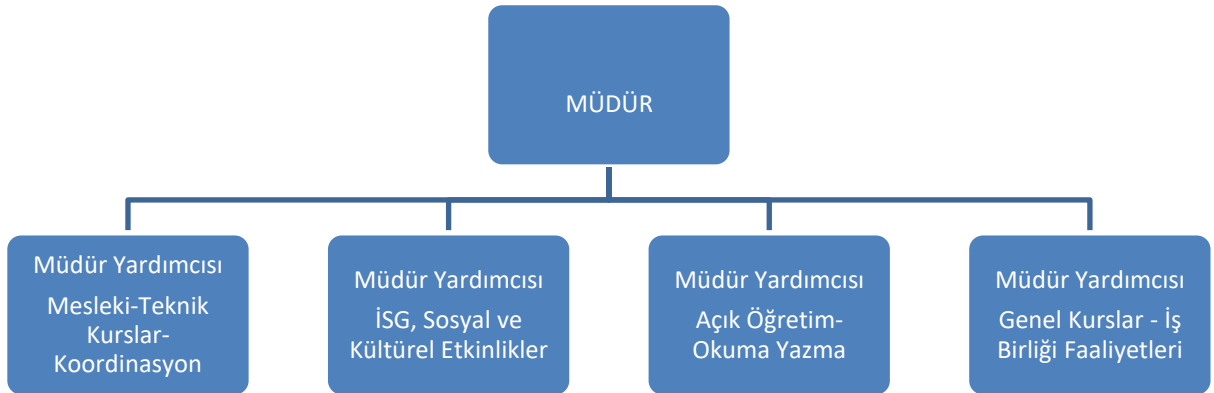 MÜDÜR
Müdür Yardımcısı
Mesleki-Teknik
Kurslar-
Koordinasyon
Müdür Yardımcısı
İSG, Sosyal ve
Kültürel Etkinlikler
Müdür Yardımcısı
Açık Öğretim-
Okuma Yazma
Müdür Yardımcısı
Genel Kurslar - İş
Birliği Faaliyetleri